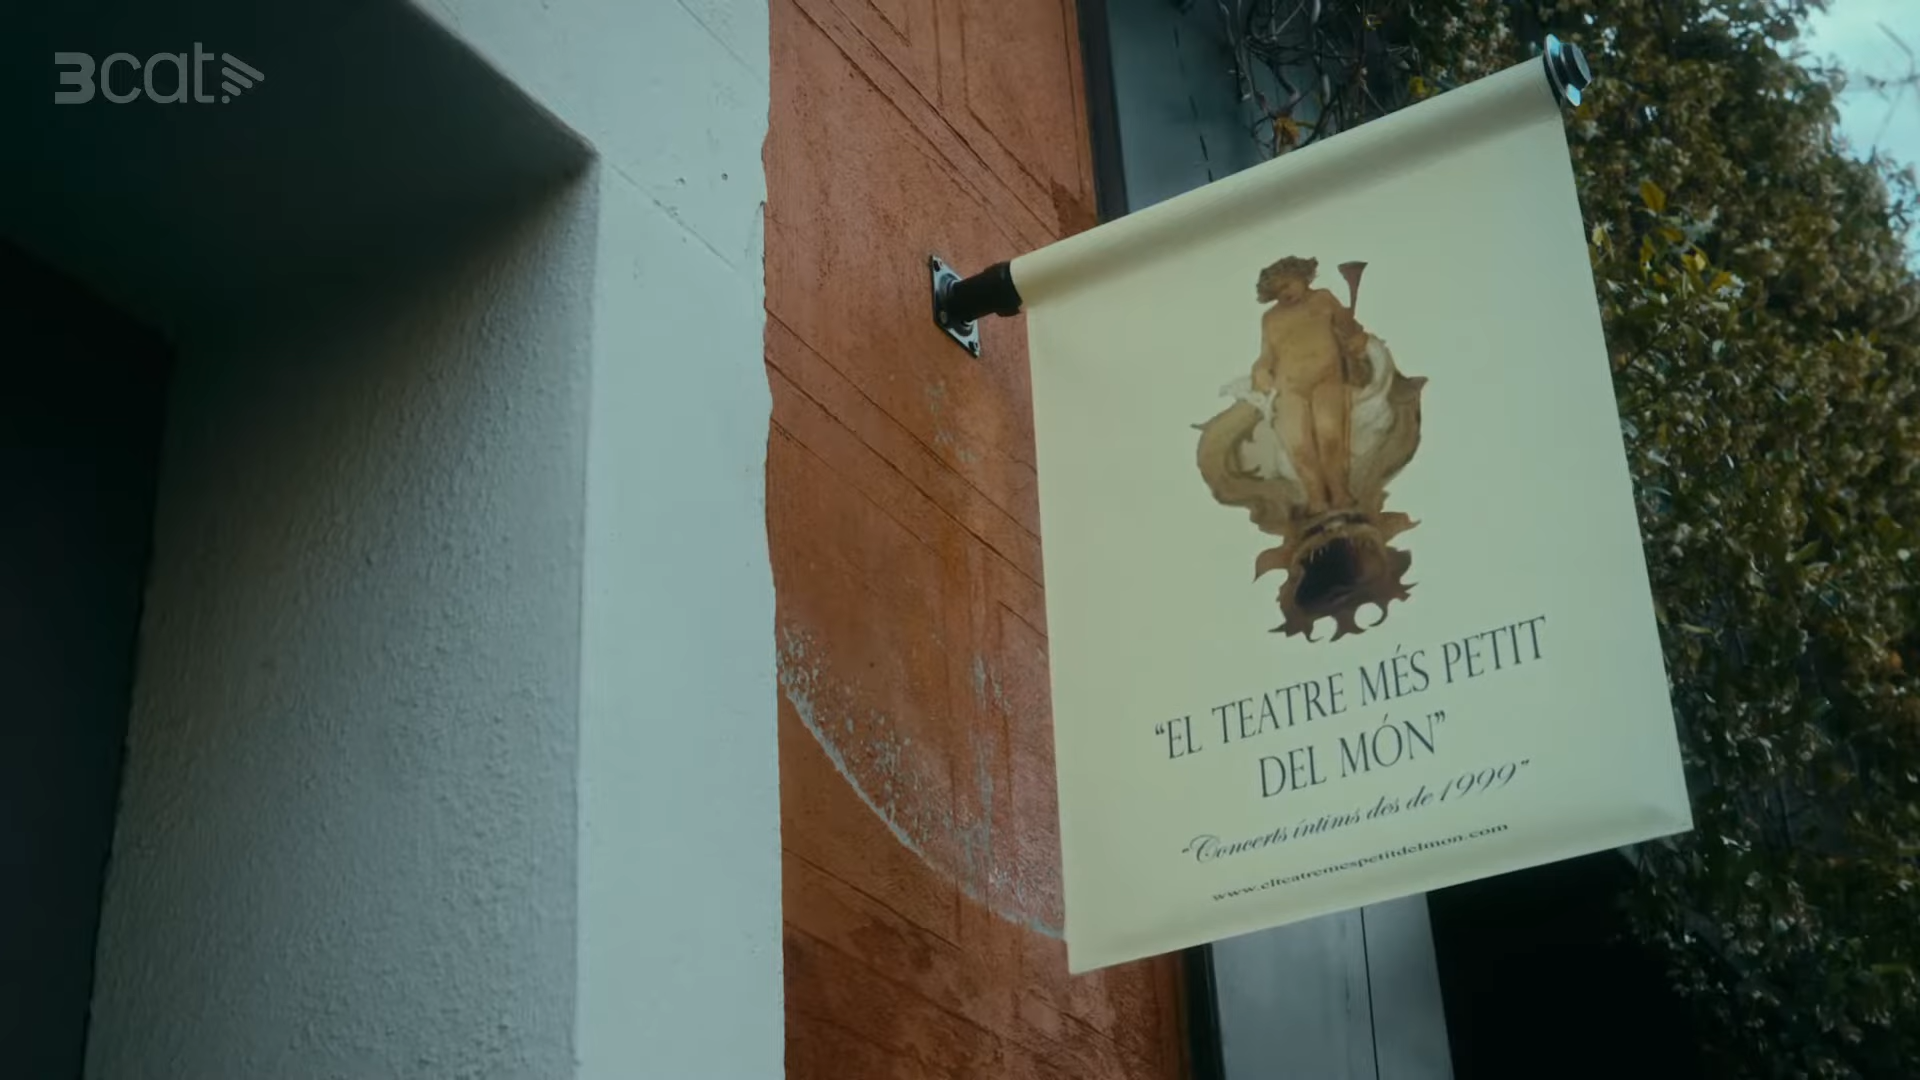 3cat
“EL TEATRE MÉS PETIT
DEL MÓN”
“Concerts íntims des de 1999”
www.elteatremespetitdelmon.com